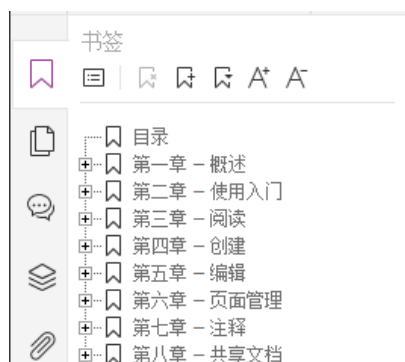 书签
A+ A-
目录
第一章 – 概述
第二章 – 使用入门
第三章 – 阅读
第四章 – 创建
第五章 – 编辑
第六章 – 页面管理
第七章 – 注释
第八章 – 共享文档